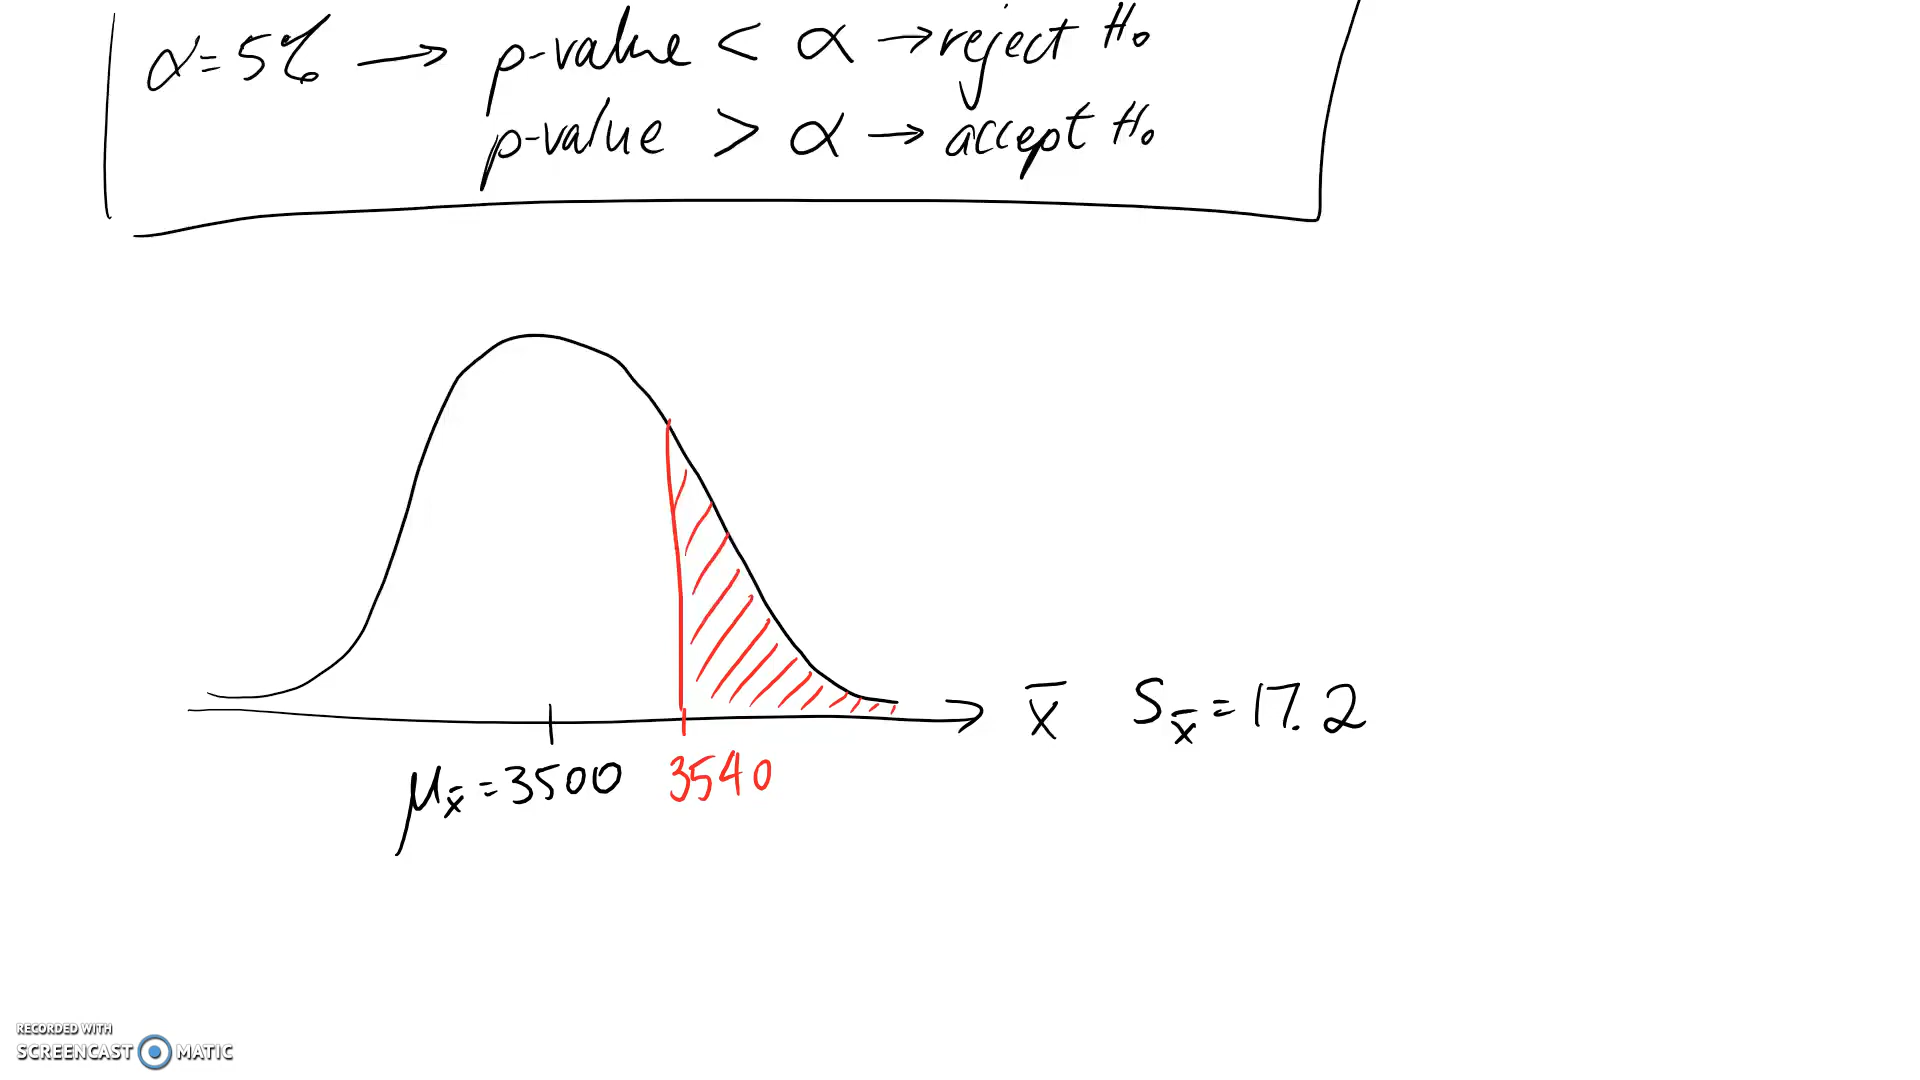 α = 5% → p-value < α → reject H₀
p-value > α → accept H₀
x̄ S_x̄ = 17.2
μ_x̄ = 3500 3540
RECORDED WITH
SCREENCAST MATIC